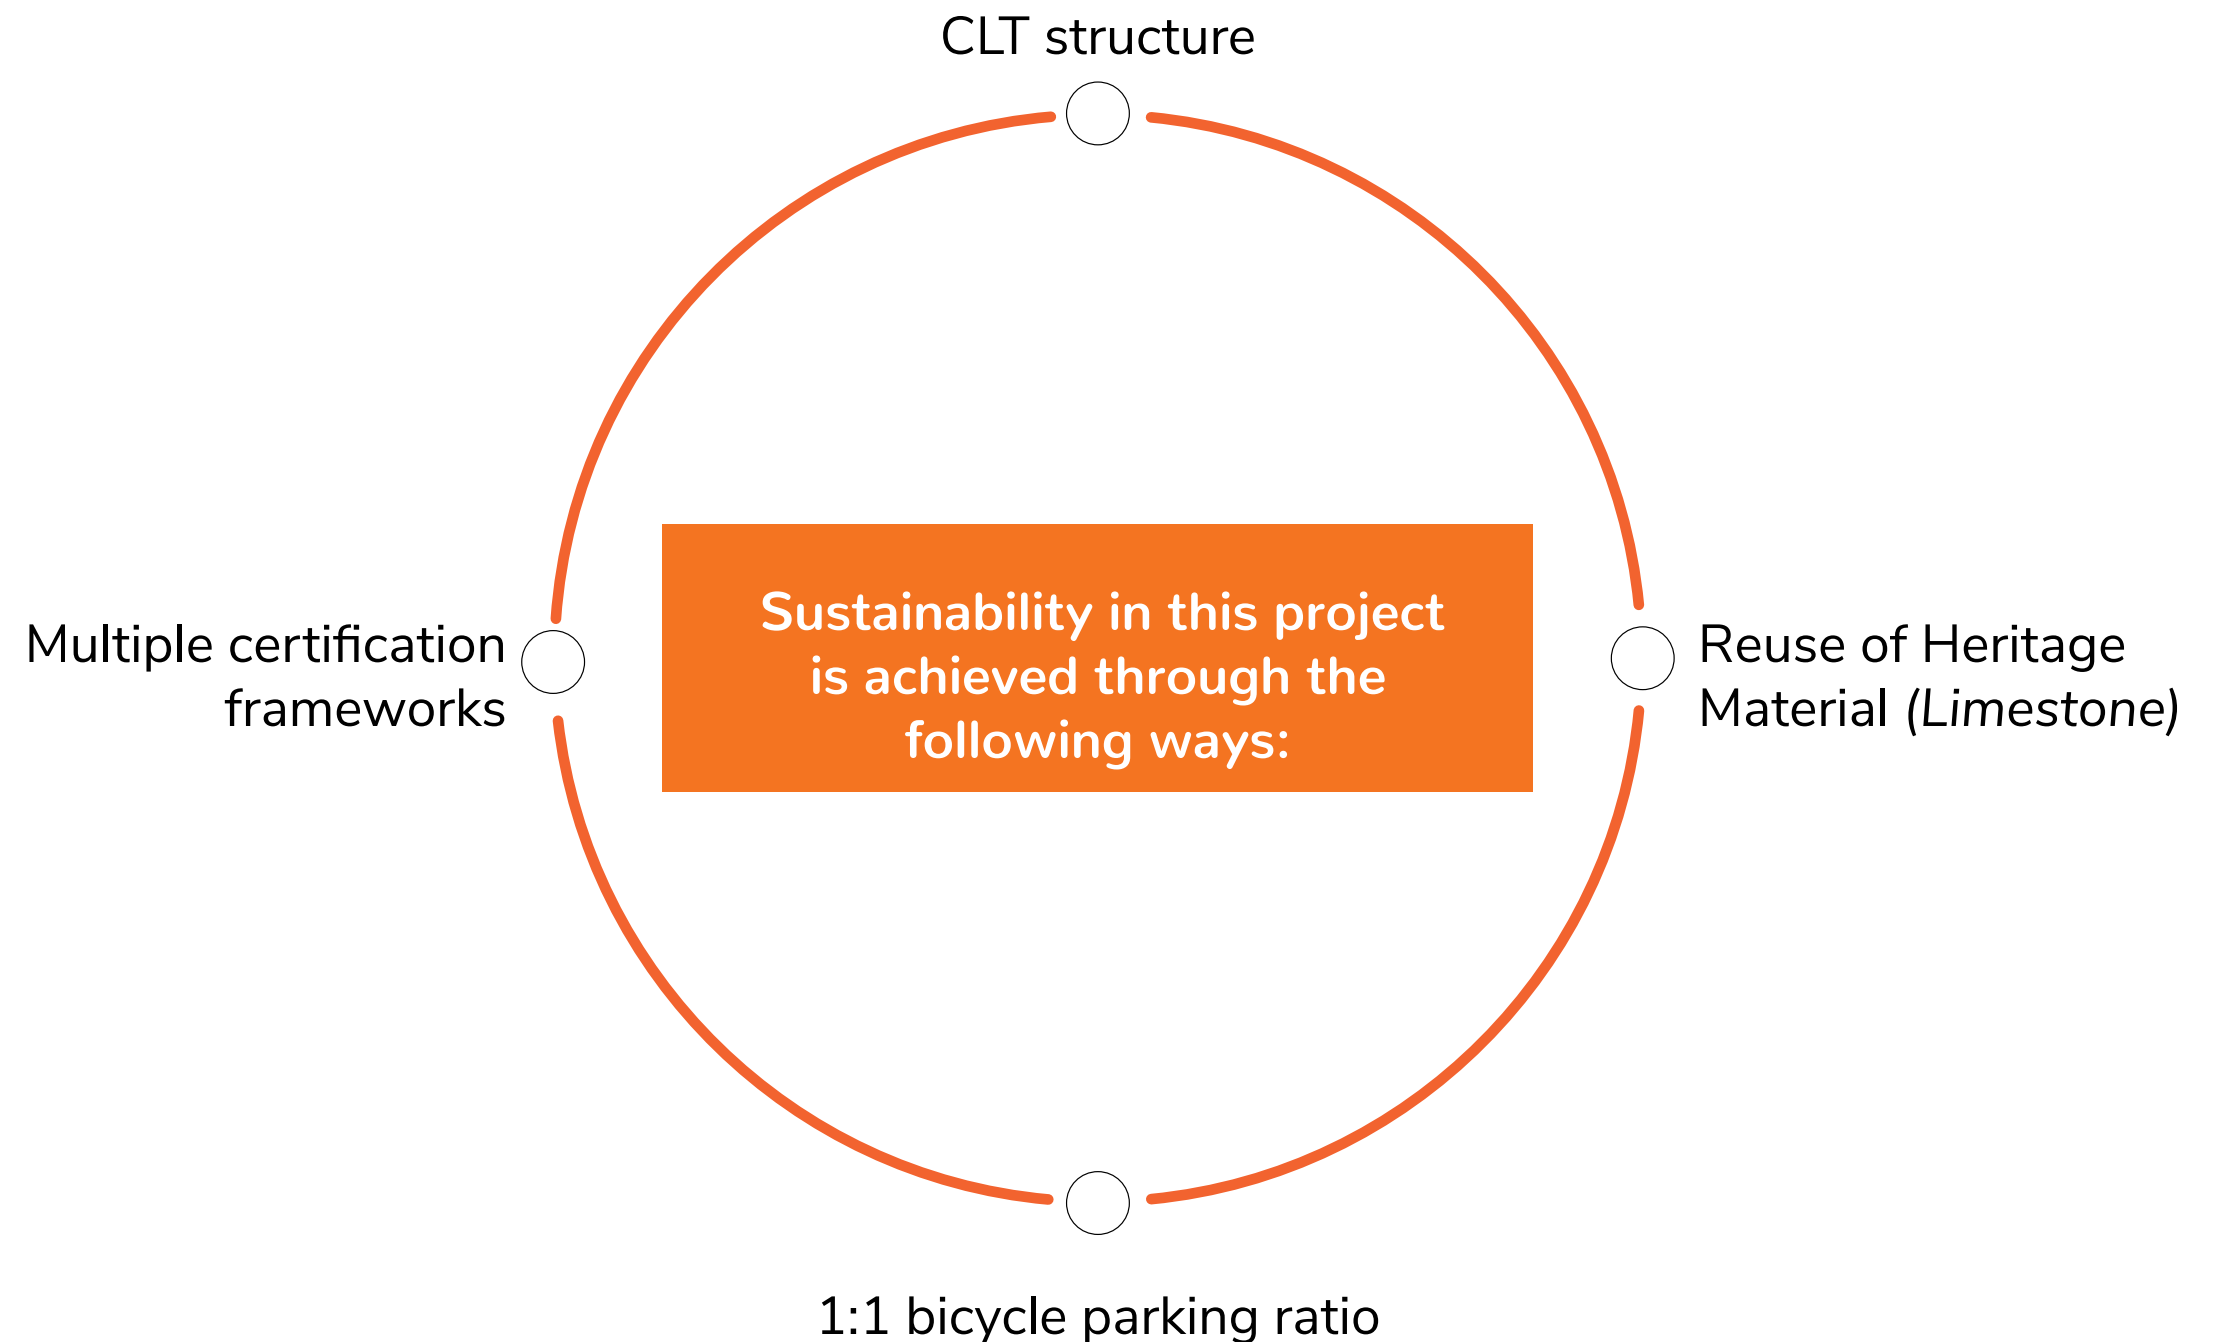 CLT structure
Sustainability in this project
is achieved through the
following ways:
Multiple certification
frameworks
Reuse of Heritage
Material (Limestone)
1:1 bicycle parking ratio